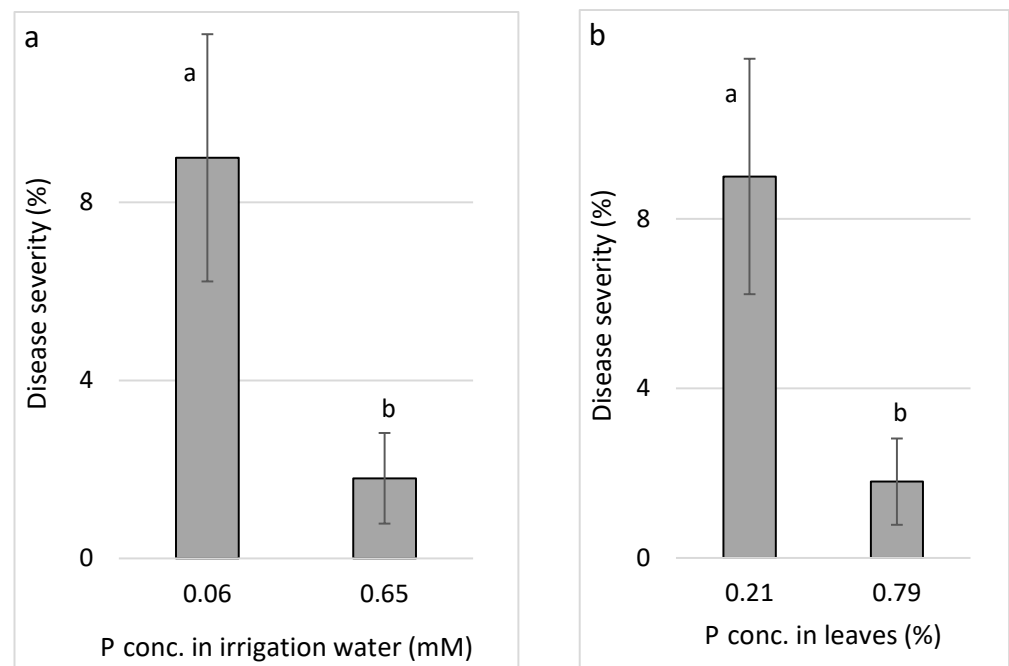 a
Disease severity (%)
8
4
0
a
b
0.06 0.65
P conc. in irrigation water (mM)
b
Disease severity (%)
8
4
0
a
b
0.21 0.79
P conc. in leaves (%)